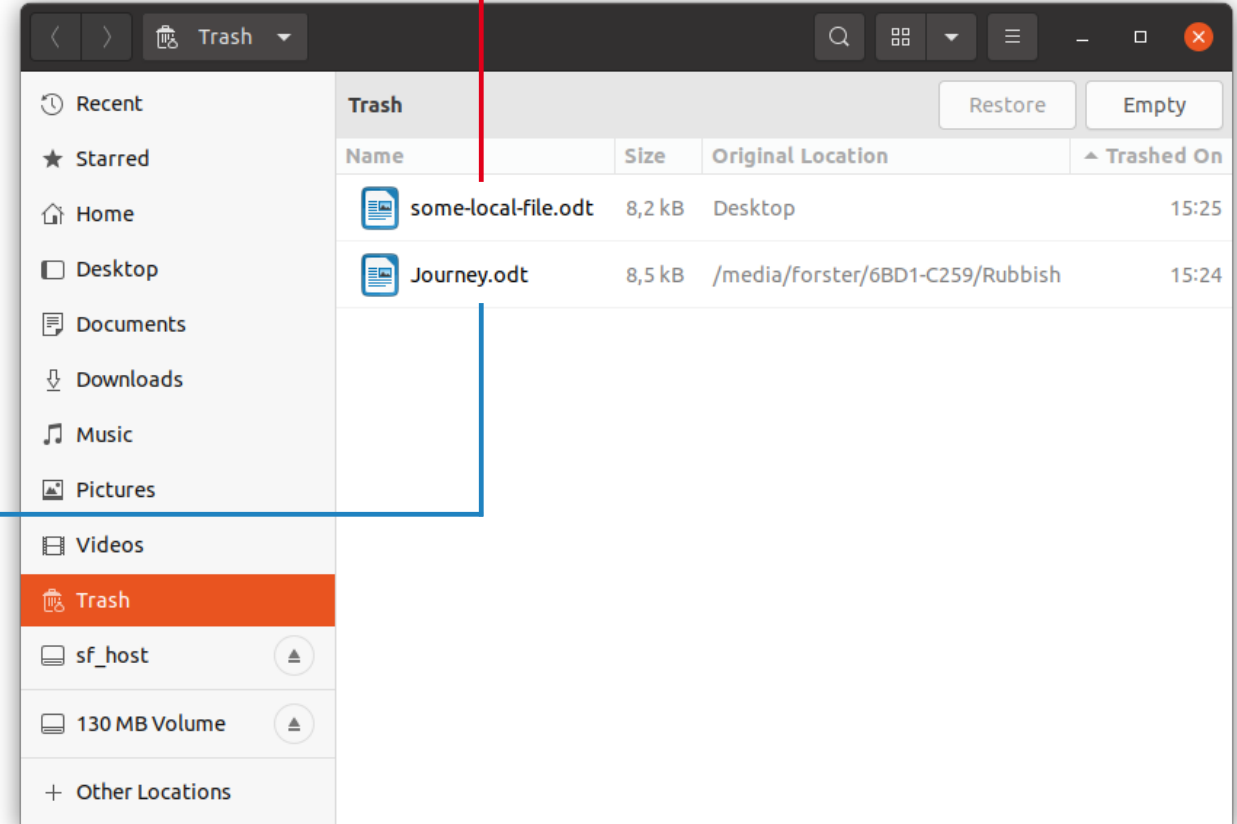 Trash
Recent
Starred
Home
Desktop
Documents
Downloads
Music
Pictures
Videos
Trash
sf_host
130 MB Volume
+ Other Locations
Trash Restore Empty
Name Size Original Location Trashed On
some-local-file.odt 8,2 kB Desktop 15:25
Journey.odt 8,5 kB /media/forster/6BD1-C259/Rubbish 15:24